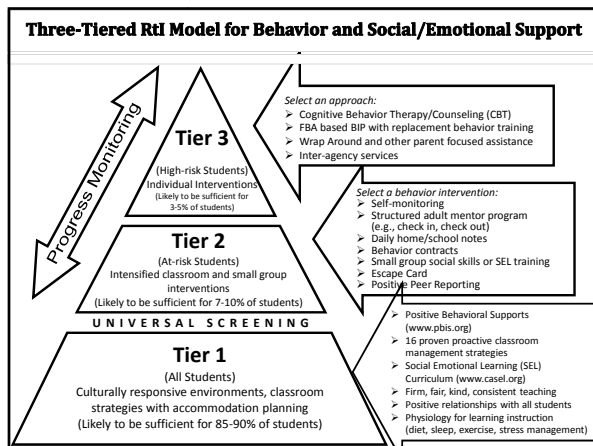 Three-Tiered RtI Model for Behavior and Social/Emotional Support
Progress Monitoring
Tier 3
(High-risk Students)
Individual Interventions
(Likely to be sufficient for
3-5% of students)
Select an approach:
➢ Cognitive Behavior Therapy/Counseling (CBT)
➢ FBA based BIP with replacement behavior training
➢ Wrap Around and other parent focused assistance
➢ Inter-agency services
Tier 2
(At-risk Students)
Intensified classroom and small group
interventions
(Likely to be sufficient for 7-10% of students)
Select a behavior intervention:
➢ Self-monitoring
➢ Structured adult mentor program
(e.g., check in, check out)
➢ Daily home/school notes
➢ Behavior contracts
➢ Small group social skills or SEL training
➢ Escape Card
➢ Positive Peer Reporting
UNIVERSAL SCREENING
Tier 1
(All Students)
Culturally responsive environments, classroom
strategies with accommodation planning
(Likely to be sufficient for 85-90% of students)
➢ Positive Behavioral Supports
(www.pbis.org)
➢ 16 proven proactive classroom
management strategies
➢ Social Emotional Learning (SEL)
Curriculum (www.casel.org)
➢ Firm, fair, kind, consistent teaching
➢ Positive relationships with all students
➢ Physiology for learning instruction
(diet, sleep, exercise, stress management)